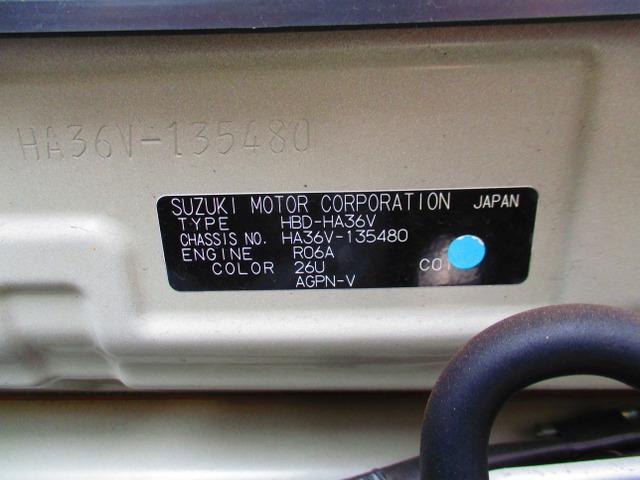 HA36V-135480
SUZUKI MOTOR CORPORATION JAPAN
TYPE HBD-HA36V
CHASSIS NO. HA36V-135480
ENGINE R06A
COLOR 26U
AGPN-V